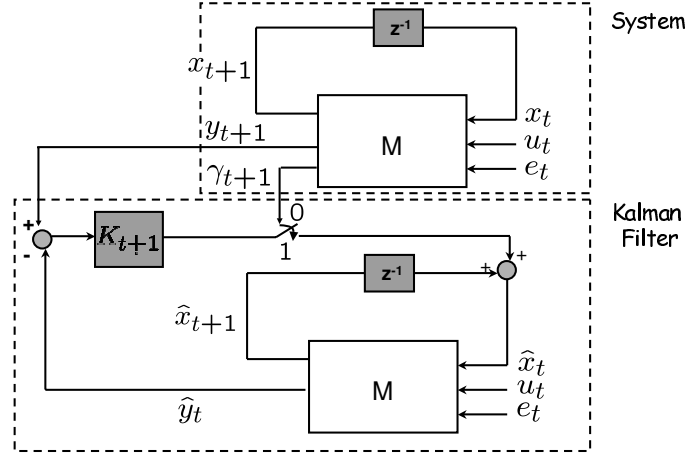 System
z⁻¹
x_{t+1}
x_t
y_{t+1}
M
u_t
γ_{t+1}
e_t
Kalman
Filter
+
0
K_{t+1}
-
1
+
z⁻¹
+
x̂_{t+1}
x̂_t
M
u_t
ŷ_t
e_t